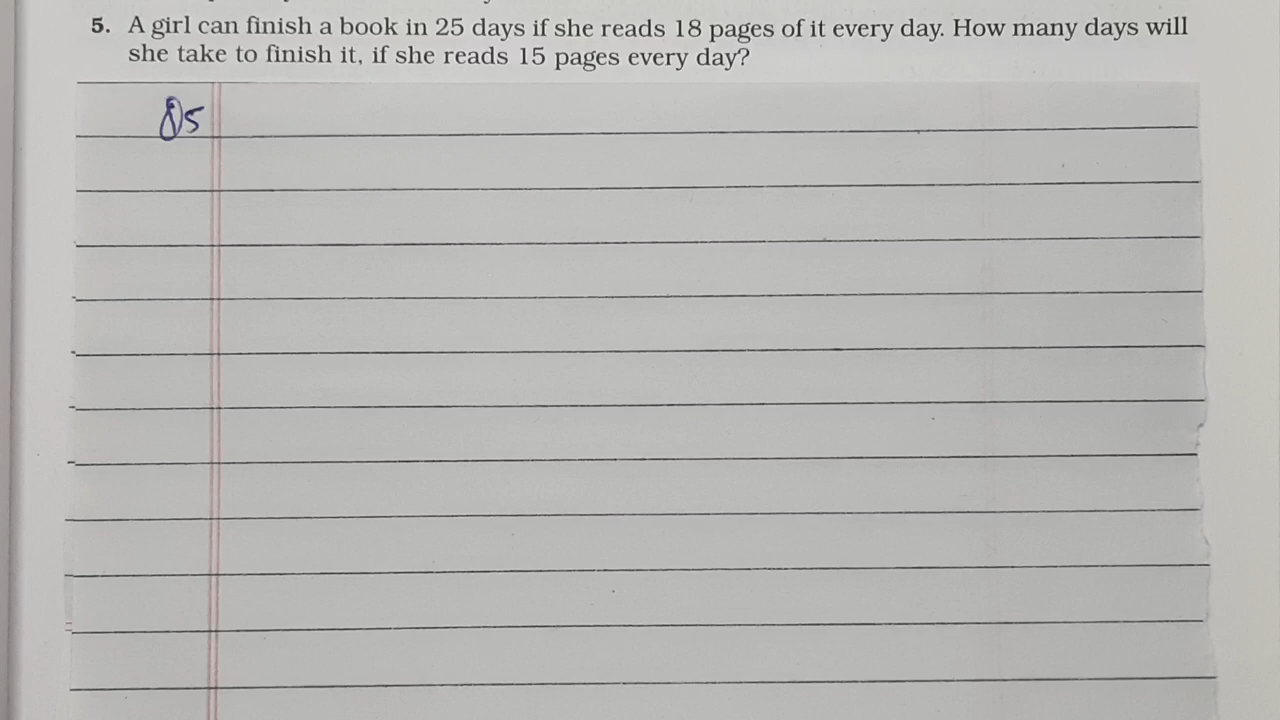 5. A girl can finish a book in 25 days if she reads 18 pages of it every day. How many days will
she take to finish it, if she reads 15 pages every day?
Q5